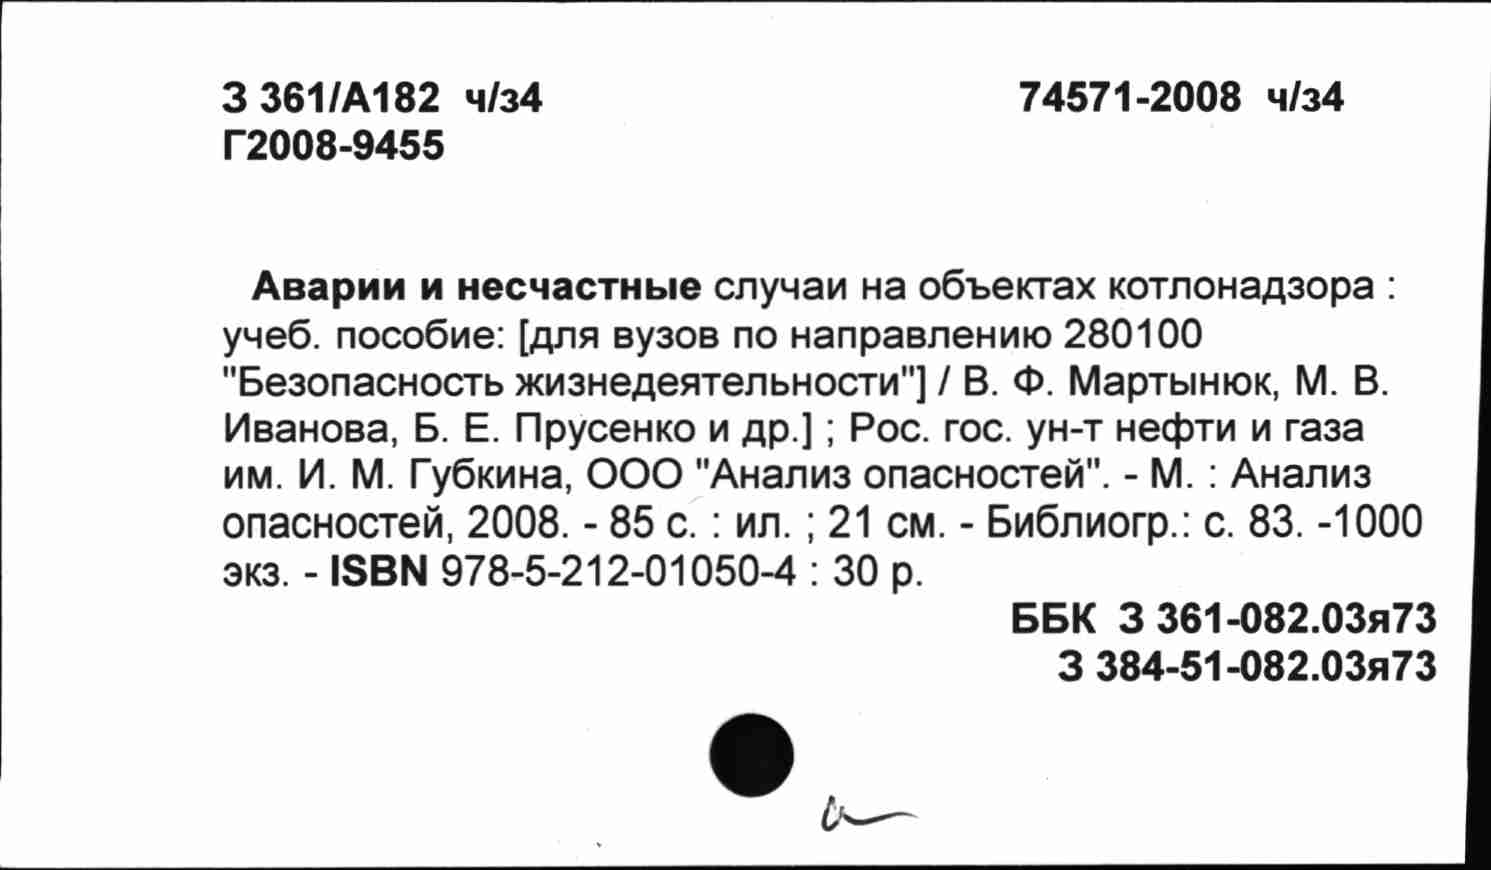 З 361/А182 ч/з4 74571-2008 ч/з4
Г2008-9455
Аварии и несчастные случаи на объектах котлонадзора :
учеб. пособие: [для вузов по направлению 280100
"Безопасность жизнедеятельности"] / В. Ф. Мартынюк, М. В.
Иванова, Б. Е. Прусенко и др.] ; Рос. гос. ун-т нефти и газа
им. И. М. Губкина, ООО "Анализ опасностей". - М. : Анализ
опасностей, 2008. - 85 с. : ил. ; 21 см. - Библиогр.: с. 83. -1000
экз. - ISBN 978-5-212-01050-4 : 30 р.
ББК З 361-082.03я73
З 384-51-082.03я73